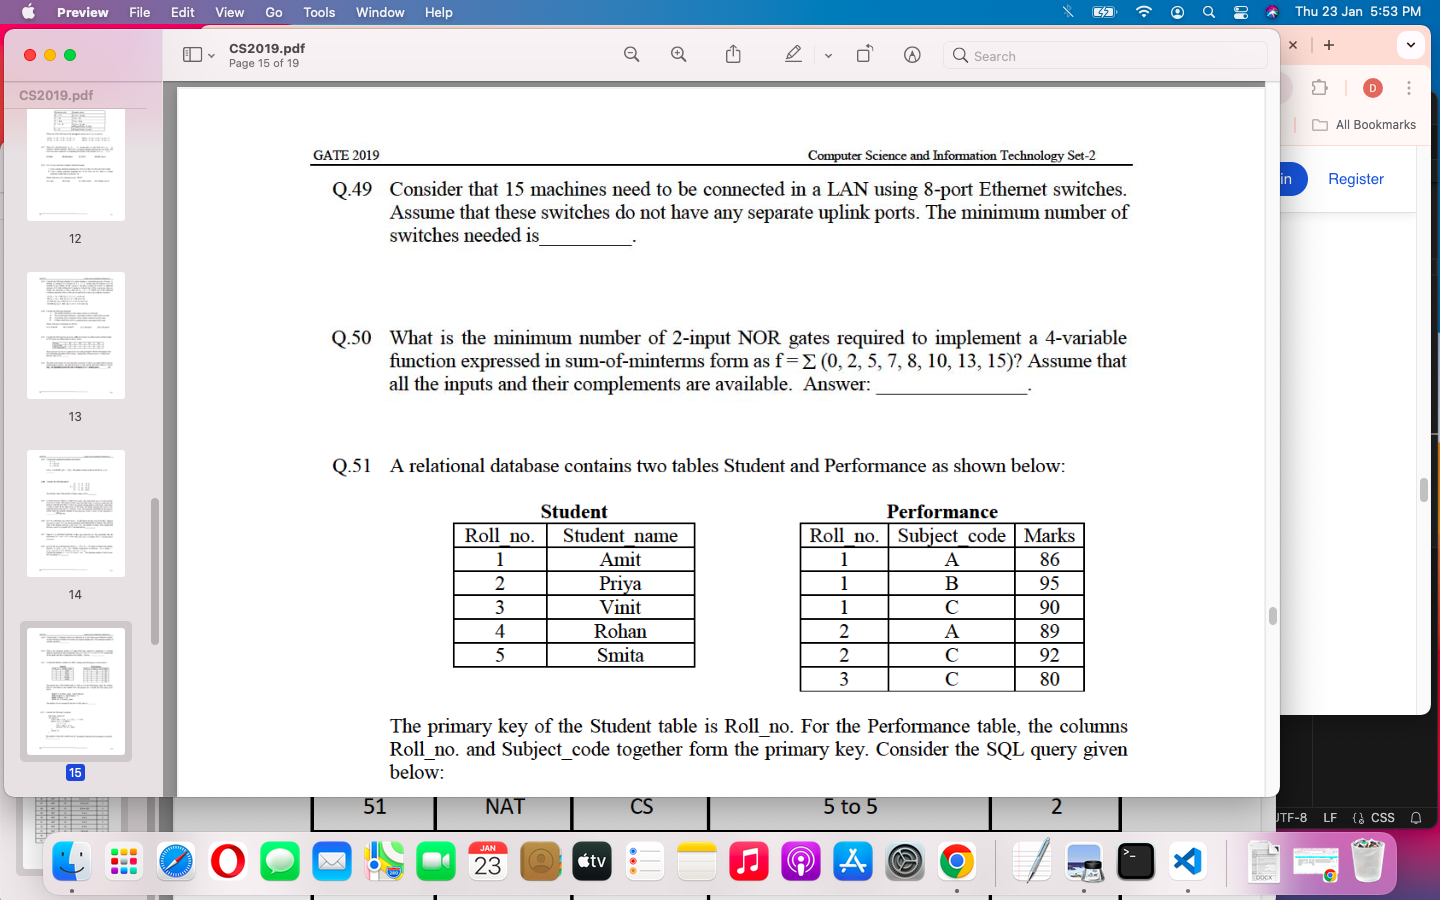 Preview File Edit View Go Tools Window Help
Thu 23 Jan 5:53 PM
CS2019.pdf
Page 15 of 19
Search
CS2019.pdf
12
13
14
15
All Bookmarks
in
Register
GATE 2019
Computer Science and Information Technology Set-2
Q.49 Consider that 15 machines need to be connected in a LAN using 8-port Ethernet switches.
Assume that these switches do not have any separate uplink ports. The minimum number of
switches needed is_________.
Q.50 What is the minimum number of 2-input NOR gates required to implement a 4-variable
function expressed in sum-of-minterms form as f = Σ (0, 2, 5, 7, 8, 10, 13, 15)? Assume that
all the inputs and their complements are available. Answer: _______________.
Q.51 A relational database contains two tables Student and Performance as shown below:
Student
Roll_no. Student_name
1 Amit
2 Priya
3 Vinit
4 Rohan
5 Smita
Performance
Roll_no. Subject_code Marks
1 A 86
1 B 95
1 C 90
2 A 89
2 C 92
3 C 80
The primary key of the Student table is Roll_no. For the Performance table, the columns
Roll_no. and Subject_code together form the primary key. Consider the SQL query given
below:
51 NAT CS 5 to 5 2
UTF-8 LF {} CSS
JAN
23
tv
DOCX